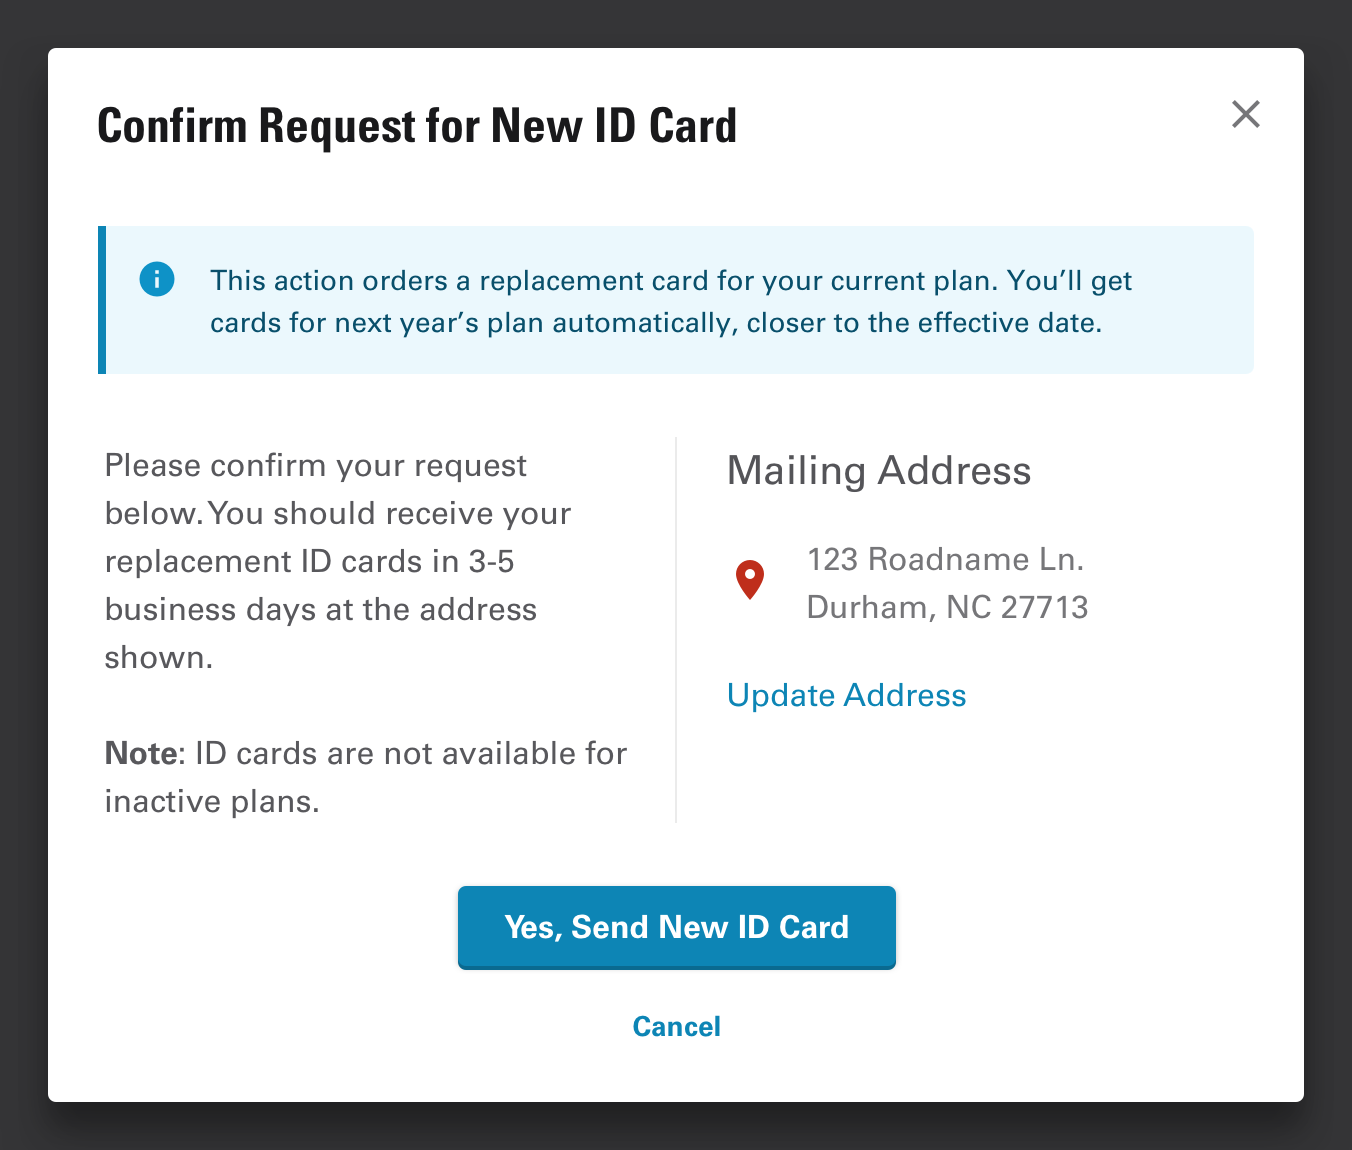 Confirm Request for New ID Card
This action orders a replacement card for your current plan. You’ll get
cards for next year’s plan automatically, closer to the effective date.
Please confirm your request
below. You should receive your
replacement ID cards in 3-5
business days at the address
shown.
Note: ID cards are not available for
inactive plans.
Mailing Address
123 Roadname Ln.
Durham, NC 27713
Update Address
Yes, Send New ID Card
Cancel